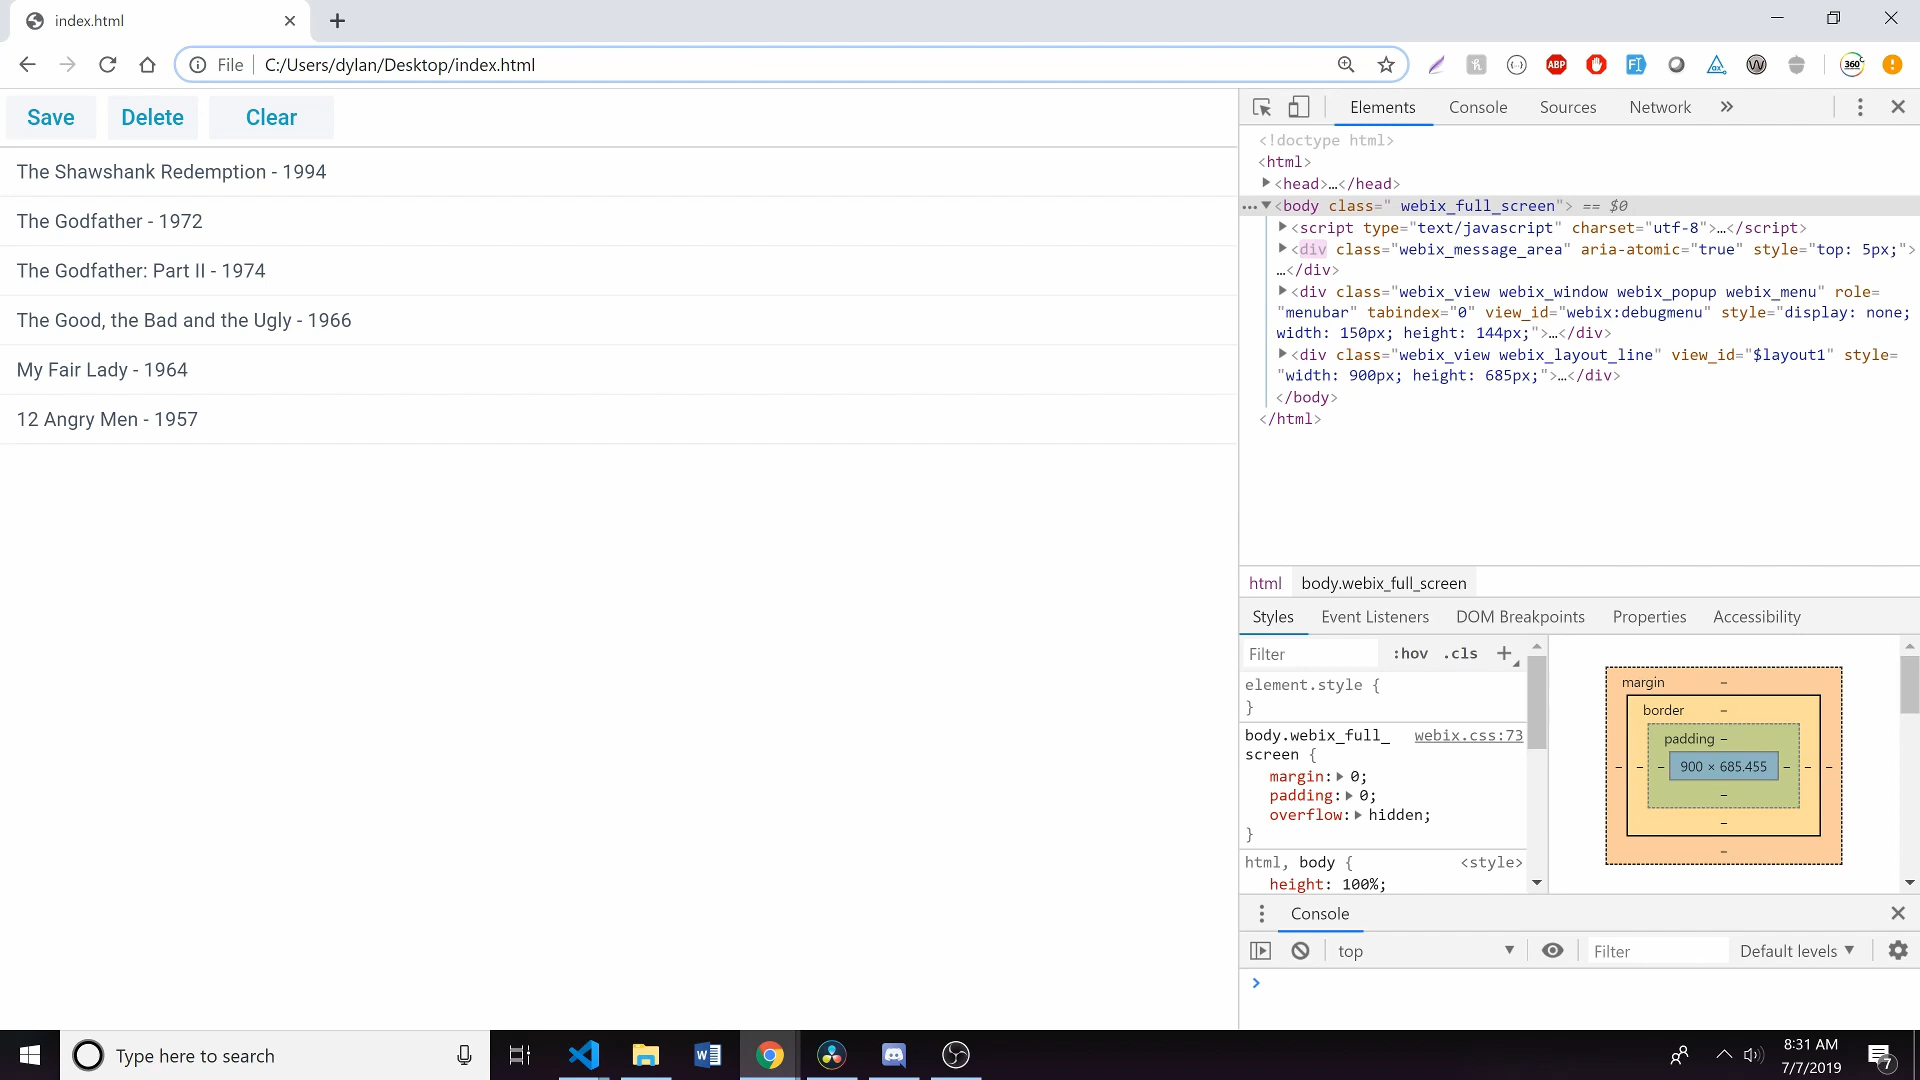 index.html
File C:/Users/dylan/Desktop/index.html
ABP
360°
Save Delete Clear
The Shawshank Redemption - 1994
The Godfather - 1972
The Godfather: Part II - 1974
The Good, the Bad and the Ugly - 1966
My Fair Lady - 1964
12 Angry Men - 1957
Elements Console Sources Network »
<!doctype html>
<html>
<head>…</head>
<body class=" webix_full_screen"> == $0
<script type="text/javascript" charset="utf-8">…</script>
<div class="webix_message_area" aria-atomic="true" style="top: 5px;">
…</div>
<div class="webix_view webix_window webix_popup webix_menu" role=
"menubar" tabindex="0" view_id="webix:debugmenu" style="display: none;
width: 150px; height: 144px;">…</div>
<div class="webix_view webix_layout_line" view_id="$layout1" style=
"width: 900px; height: 685px;">…</div>
</body>
</html>
html body.webix_full_screen
Styles Event Listeners DOM Breakpoints Properties Accessibility
Filter :hov .cls +
element.style {
}
body.webix_full_ webix.css:73
screen {
margin: 0;
padding: 0;
overflow: hidden;
}
html, body { <style>
height: 100%;
margin –
border –
padding –
– – – 900 × 685.455 – – –
–
–
–
Console
top Filter Default levels
>
Type here to search
8:31 AM
7/7/2019
7